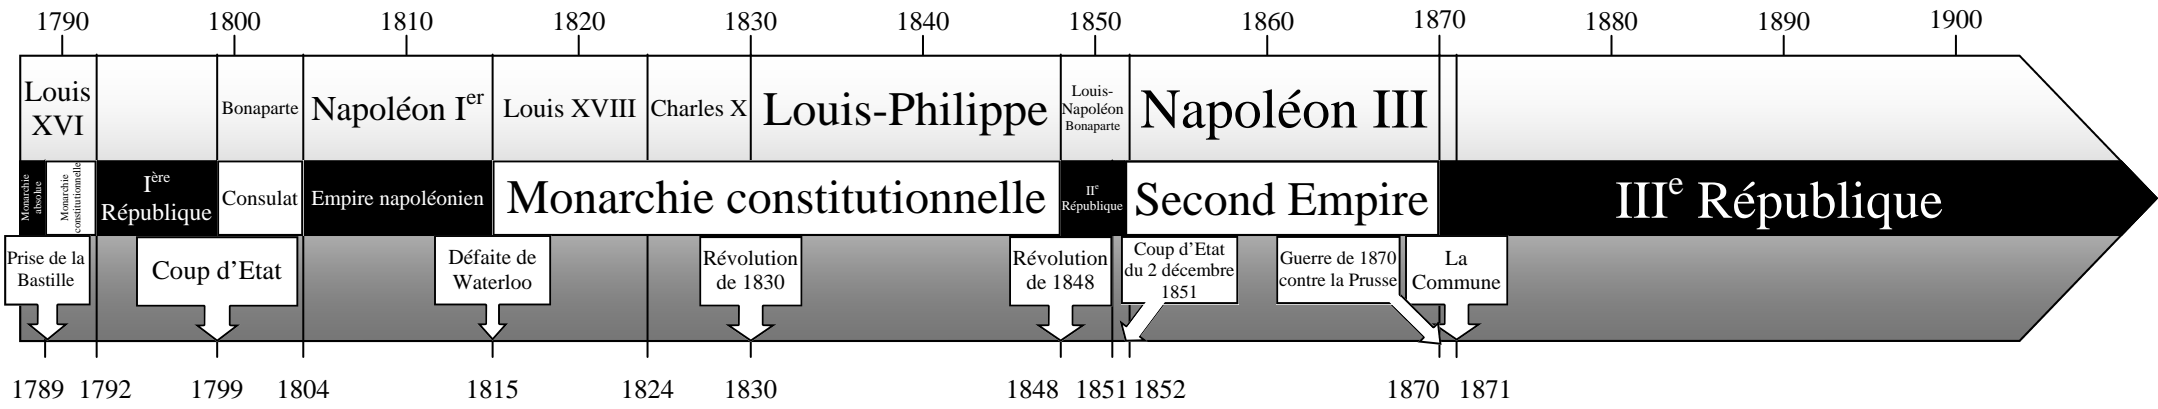 1790 1800 1810 1820 1830 1840 1850 1860 1870 1880 1890 1900
Louis
XVI
Bonaparte
Napoléon Ier
Louis XVIII
Charles X
Louis-Philippe
Louis-
Napoléon
Bonaparte
Napoléon III
Monarchie
absolue
Monarchie
constitutionnelle
Ière
République
Consulat
Empire napoléonien
Monarchie constitutionnelle
IIe
République
Second Empire
IIIe République
Prise de la
Bastille
Coup d’Etat
Défaite de
Waterloo
Révolution
de 1830
Révolution
de 1848
Coup d’Etat
du 2 décembre
1851
Guerre de 1870
contre la Prusse
La
Commune
1789 1792 1799 1804 1815 1824 1830 1848 1851 1852 1870 1871